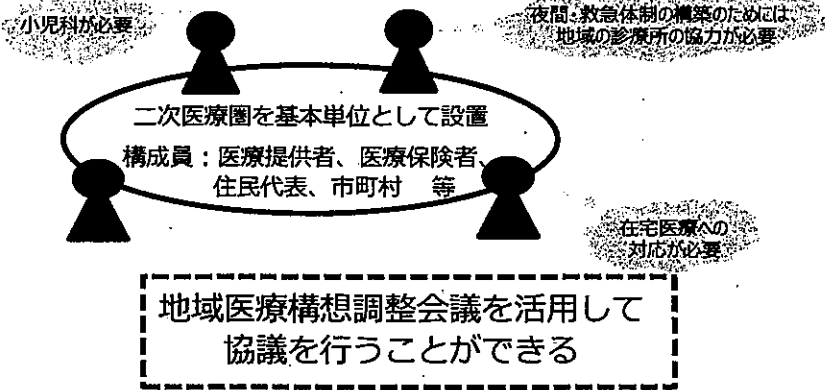 小児科が必要
夜間・救急体制の構築のためには、
地域の診療所の協力が必要
二次医療圏を基本単位として設置
構成員：医療提供者、医療保険者、
住民代表、市町村　等
在宅医療への
対応が必要
地域医療構想調整会議を活用して
協議を行うことができる